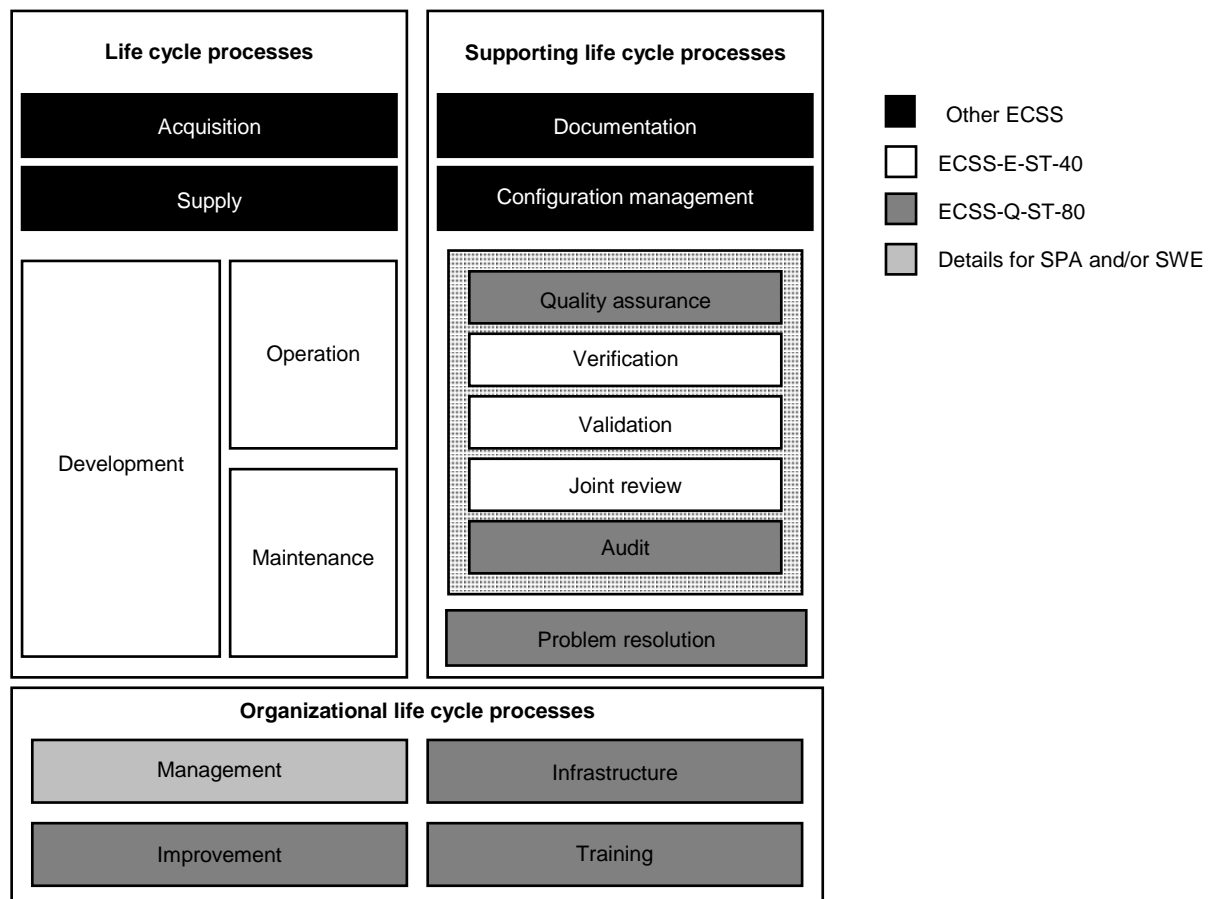 Life cycle processes
Acquisition
Supply
Development
Operation
Maintenance
Supporting life cycle processes
Documentation
Configuration management
Quality assurance
Verification
Validation
Joint review
Audit
Problem resolution
Other ECSS
ECSS-E-ST-40
ECSS-Q-ST-80
Details for SPA and/or SWE
Organizational life cycle processes
Management
Infrastructure
Improvement
Training